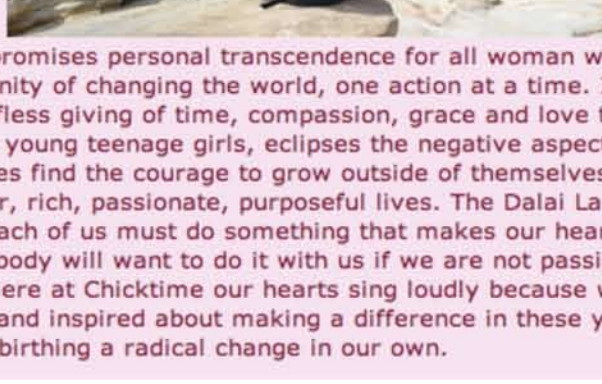 promises personal transcendence for all woman w
nity of changing the world, one action at a time.
fless giving of time, compassion, grace and love
young teenage girls, eclipses the negative aspect
es find the courage to grow outside of themselves
r, rich, passionate, purposeful lives. The Dalai La
ach of us must do something that makes our hear
body will want to do it with us if we are not passi
ere at Chicktime our hearts sing loudly because w
and inspired about making a difference in these y
birthing a radical change in our own.